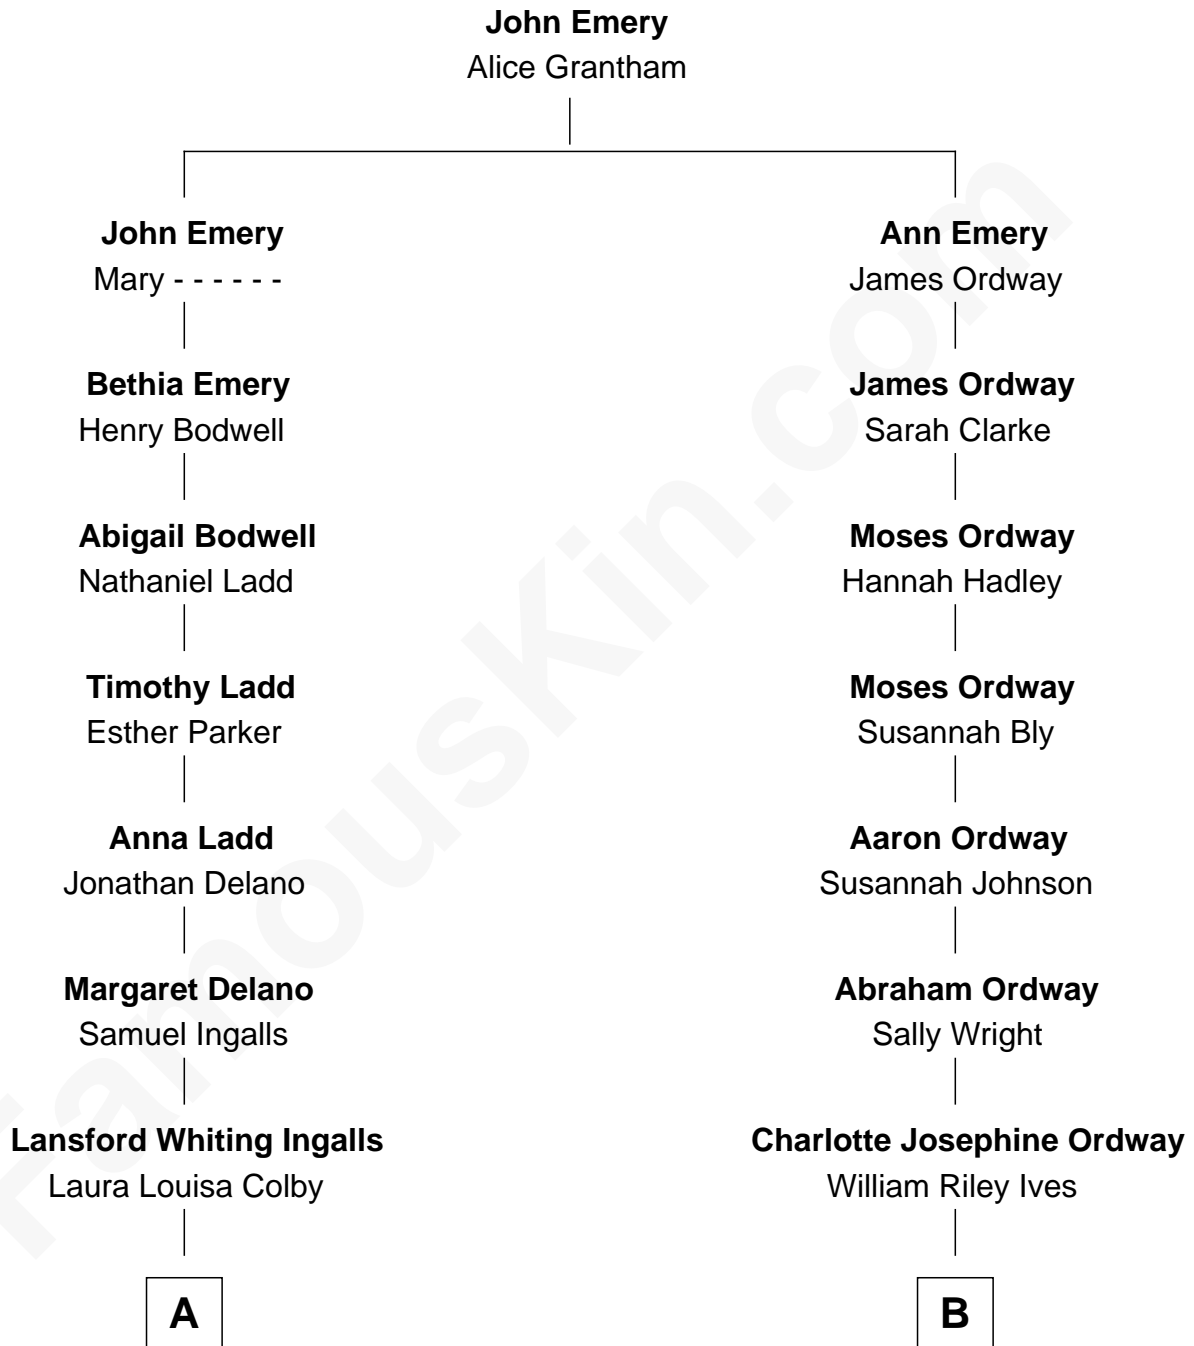 John Emery
Alice Grantham
John Emery
Mary - - - - - -
Bethia Emery
Henry Bodwell
Abigail Bodwell
Nathaniel Ladd
Timothy Ladd
Esther Parker
Anna Ladd
Jonathan Delano
Margaret Delano
Samuel Ingalls
Lansford Whiting Ingalls
Laura Louisa Colby
A
Ann Emery
James Ordway
James Ordway
Sarah Clarke
Moses Ordway
Hannah Hadley
Moses Ordway
Susannah Bly
Aaron Ordway
Susannah Johnson
Abraham Ordway
Sally Wright
Charlotte Josephine Ordway
William Riley Ives
B
FamousKin.com